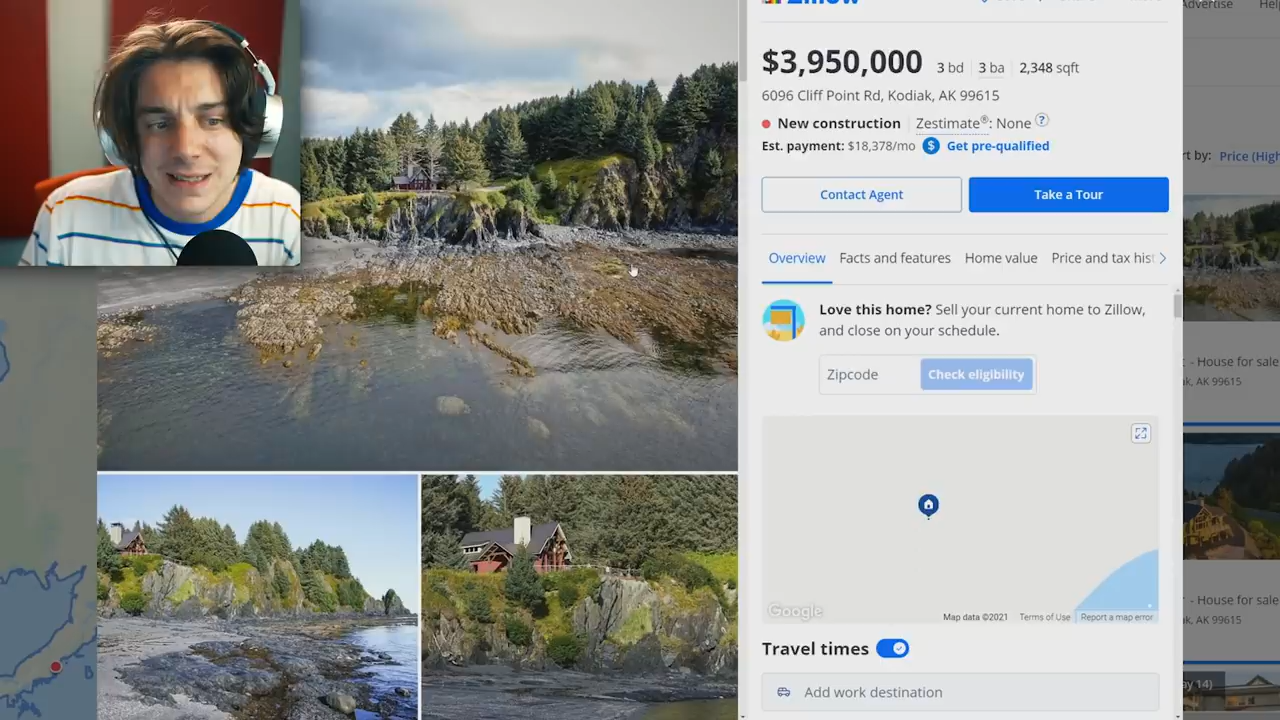 Zillow
Advertise
$3,950,000 3 bd 3 ba 2,348 sqft
6096 Cliff Point Rd, Kodiak, AK 99615
New construction Zestimate®: None ?
Est. payment: $18,378/mo $ Get pre-qualified
Price (High
Contact Agent Take a Tour
Overview Facts and features Home value Price and tax hist
Love this home? Sell your current home to Zillow,
and close on your schedule.
Zipcode Check eligibility
- House for sale
AK 99615
Google
Map data ©2021 Terms of Use Report a map error
- House for sale
AK 99615
Travel times
Add work destination